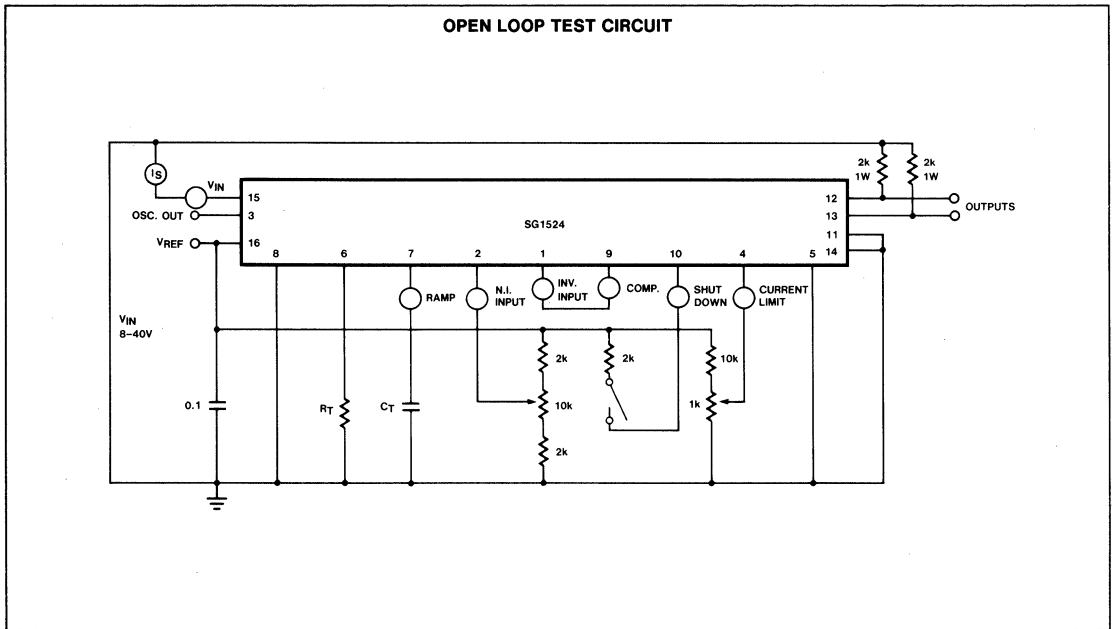 OPEN LOOP TEST CIRCUIT
IS
VIN
15
OSC. OUT
3
VREF
16
SG1524
2k
1W
2k
1W
12
13
11
14
OUTPUTS
8
6
7
2
1
9
10
4
5
RAMP
N.I.
INPUT
INV.
INPUT
COMP.
SHUT
DOWN
CURRENT
LIMIT
VIN
8–40V
0.1
RT
CT
2k
10k
2k
2k
10k
1k